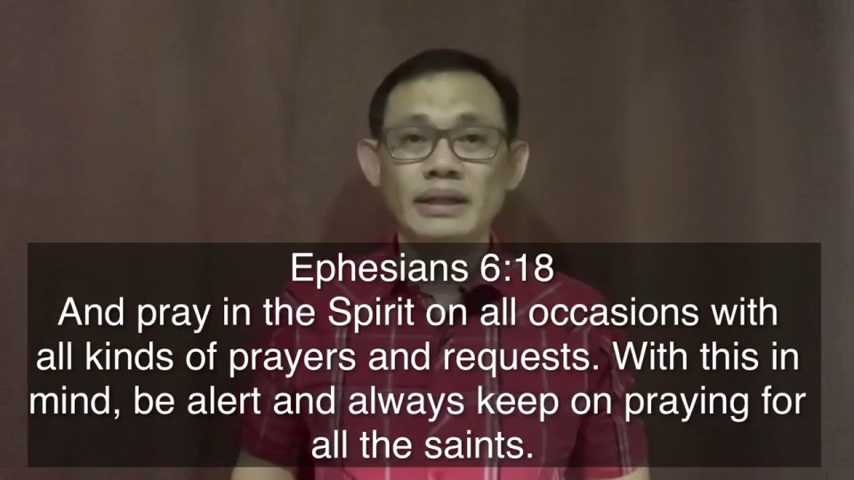 Ephesians 6:18
And pray in the Spirit on all occasions with
all kinds of prayers and requests. With this in
mind, be alert and always keep on praying for
all the saints.